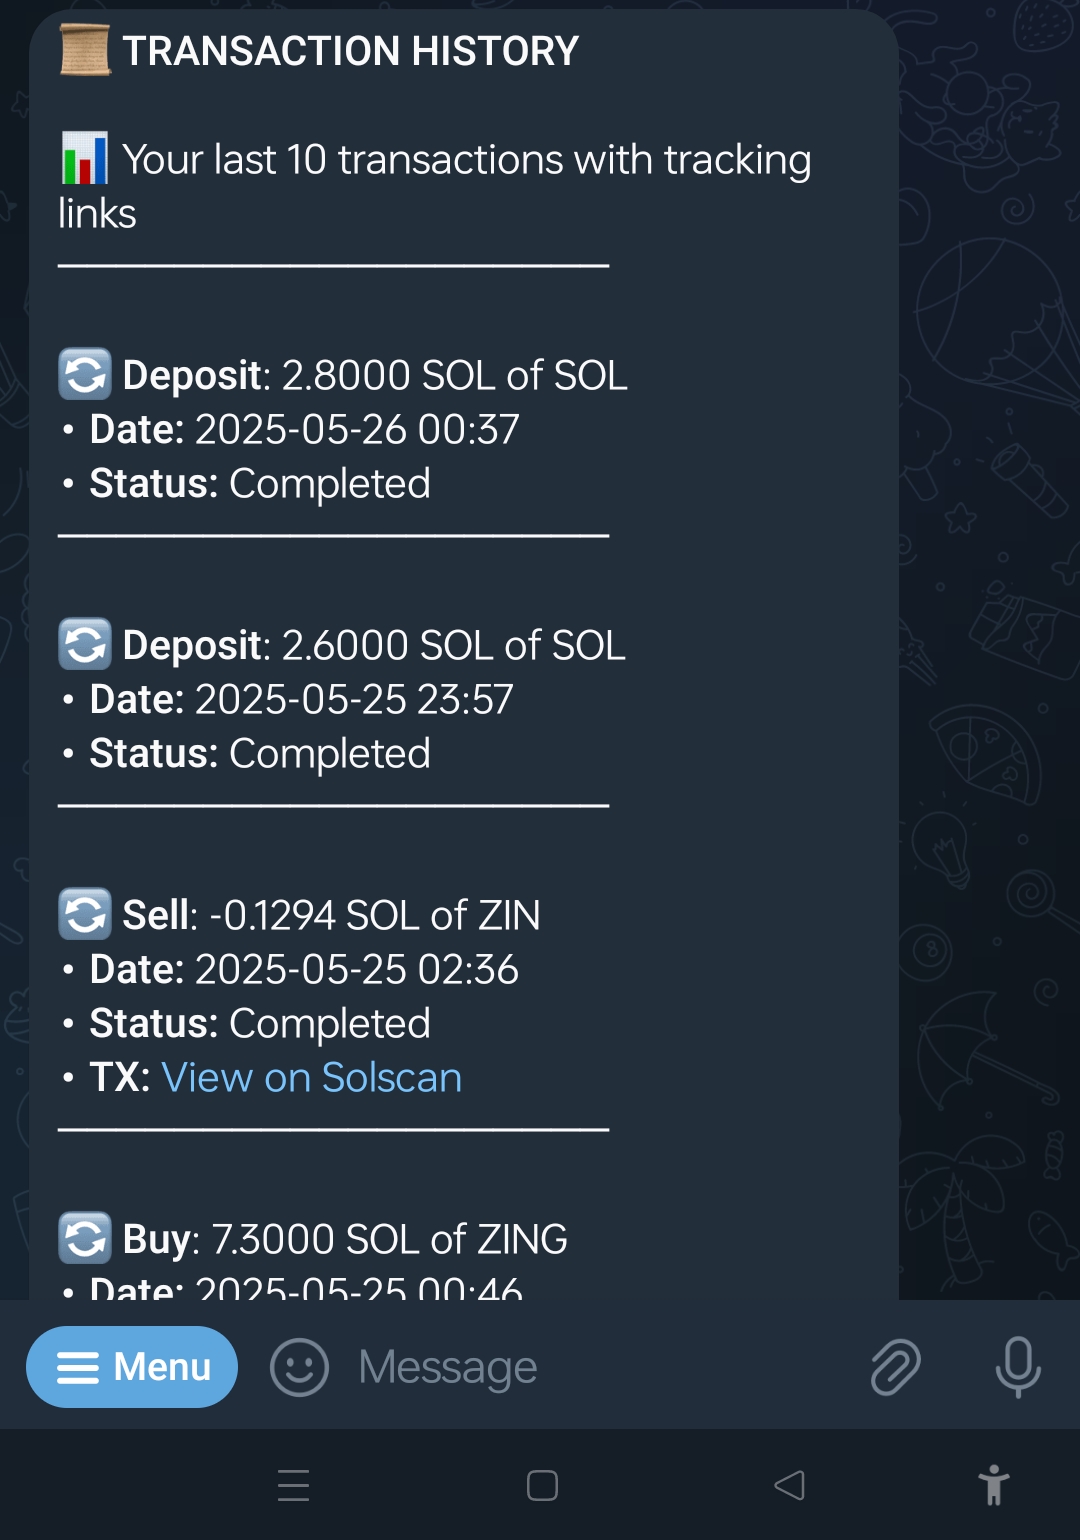 TRANSACTION HISTORY
Your last 10 transactions with tracking
links
Deposit: 2.8000 SOL of SOL
• Date: 2025-05-26 00:37
• Status: Completed
Deposit: 2.6000 SOL of SOL
• Date: 2025-05-25 23:57
• Status: Completed
Sell: -0.1294 SOL of ZIN
• Date: 2025-05-25 02:36
• Status: Completed
• TX: View on Solscan
Buy: 7.3000 SOL of ZING
• Date: 2025-05-25 00:46
Menu
Message